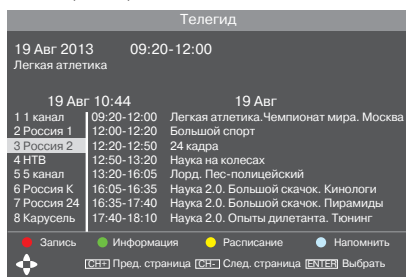 Телегид
19 Авг 2013 09:20-12:00
Легкая атлетика
19 Авг 10:44 19 Авг
1 1 канал 09:20-12:00 Легкая атлетика.Чемпионат мира. Москва
2 Россия 1 12:00-12:20 Большой спорт
3 Россия 2 12:20-12:50 24 кадра
4 НТВ 12:50-13:20 Наука на колесах
5 5 канал 13:20-16:05 Лорд. Пес-полицейский
6 Россия К 16:05-16:35 Наука 2.0. Большой скачок. Кинологи
7 Россия 24 16:35-17:40 Наука 2.0. Большой скачок. Пирамиды
8 Карусель 17:40-18:10 Наука 2.0. Опыты дилетанта. Тюнинг
Запись Информация Расписание Напомнить
CH+ Пред. страница CH- След. страница ENTER Выбрать